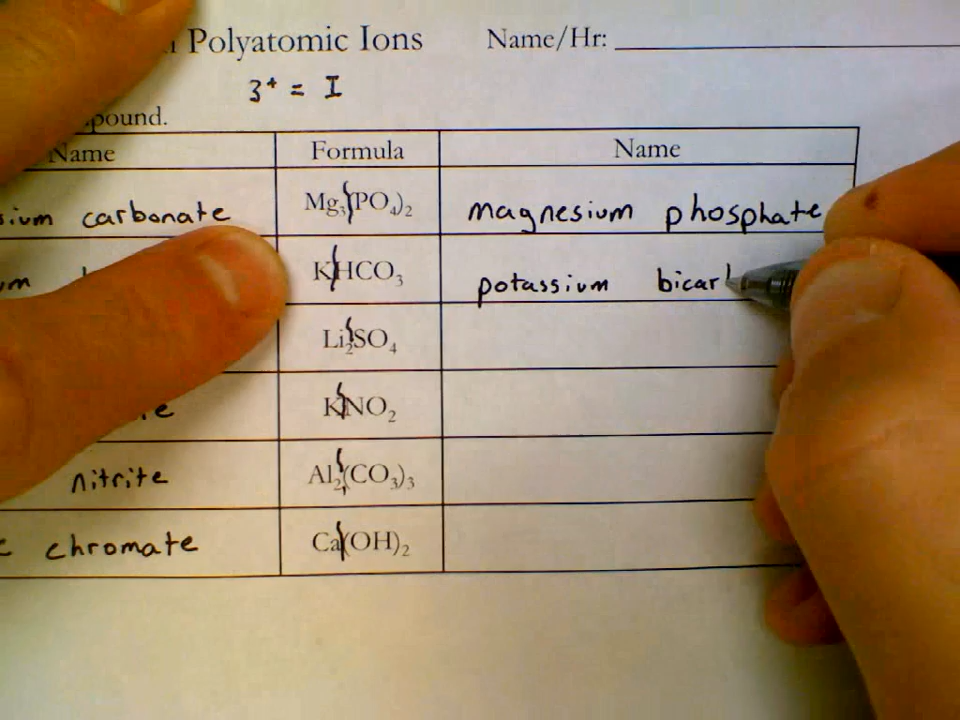 Polyatomic Ions Name/Hr:
3⁺ = I
pound.
Name Formula Name
sium carbonate Mg₃(PO₄)₂ magnesium phosphate
KHCO₃ potassium bicar
Li₂SO₄
KNO₂
nitrite Al₂(CO₃)₃
chromate Ca(OH)₂